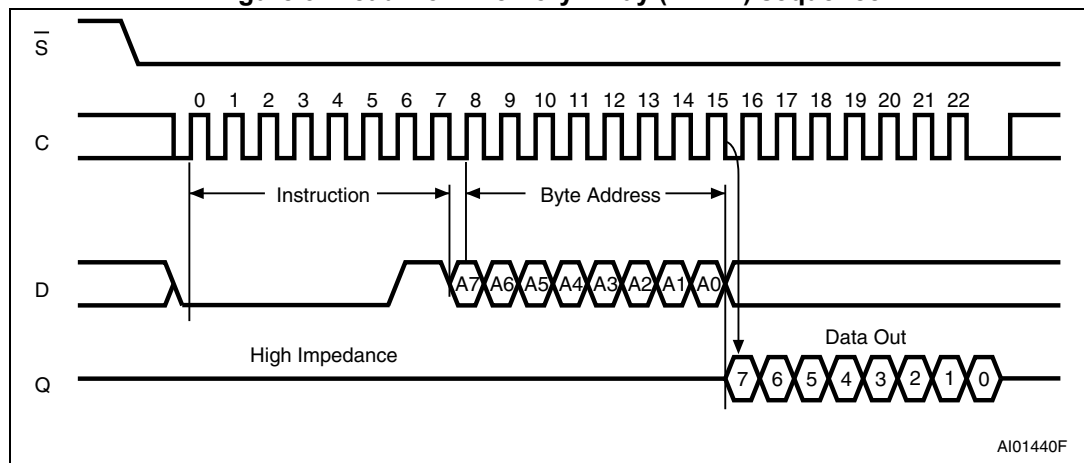 S
0 1 2 3 4 5 6 7 8 9 10 11 12 13 14 15 16 17 18 19 20 21 22
C
Instruction Byte Address
D A7 A6 A5 A4 A3 A2 A1 A0
Data Out
High Impedance
Q 7 6 5 4 3 2 1 0
AI01440F